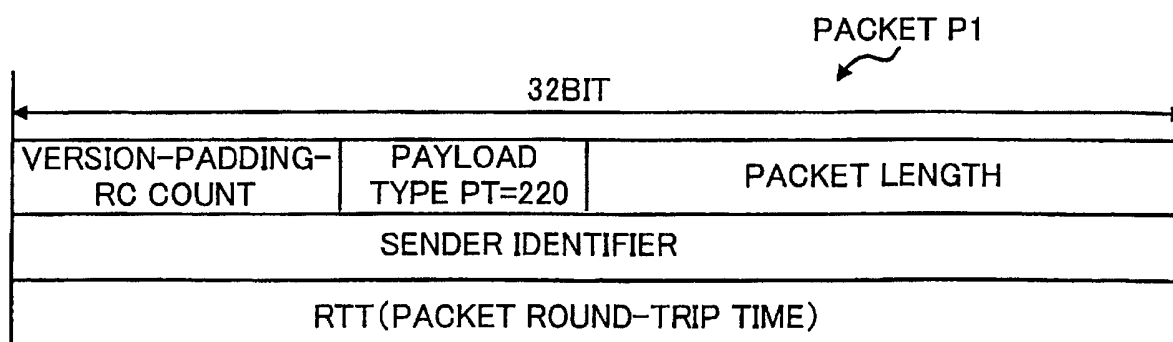 PACKET P1
32BIT
VERSION-PADDING-
RC COUNT
PAYLOAD
TYPE PT=220
PACKET LENGTH
SENDER IDENTIFIER
RTT(PACKET ROUND-TRIP TIME)